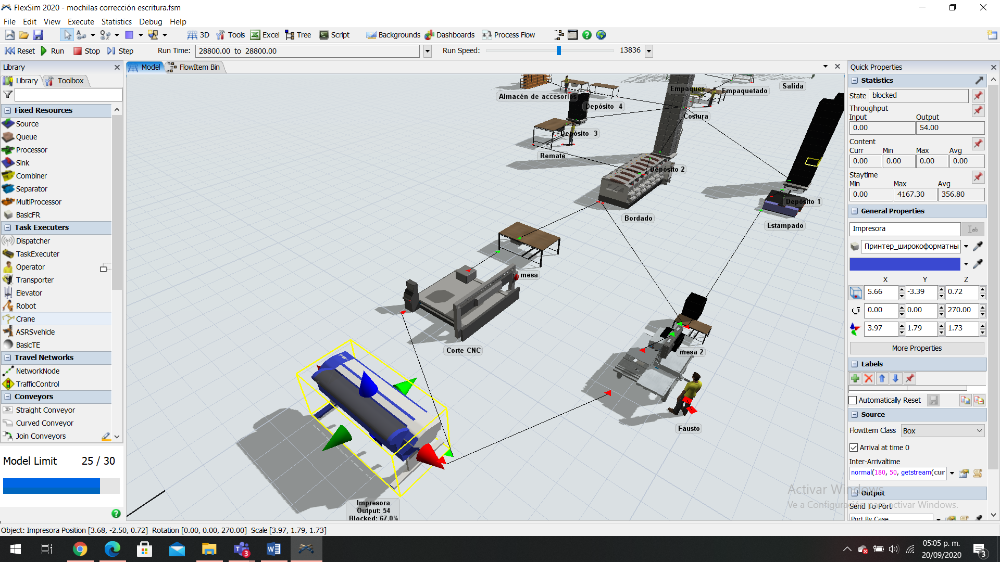 FlexSim 2020 - mochilas corrección escritura.fsm
File Edit View Execute Statistics Debug Help
3D Tools Excel Tree Script Backgrounds Dashboards Process Flow
Reset Run Stop Step Run Time: 28800.00 to 28800.00 Run Speed: 13836
Library
Library Toolbox
Fixed Resources
Source
Queue
Processor
Sink
Combiner
Separator
MultiProcessor
BasicFR
Task Executers
Dispatcher
TaskExecuter
Operator
Transporter
Elevator
Robot
Crane
ASRSvehicle
BasicTE
Travel Networks
NetworkNode
TrafficControl
Conveyors
Straight Conveyor
Curved Conveyor
Join Conveyors
Model Limit 25 / 30
Model FlowItem Bin
Almacén de accesorios
Empaques
Empaquetado
Salida
Depósito 4
Costura
Depósito 3
Remate
Depósito 2
Depósito 1
Bordado
Estampado
mesa
Corte CNC
mesa 2
Fausto
Impresora
Output: 54
Blocked: 67.0%
Quick Properties
Statistics
State blocked
Throughput
Input Output
0.00 54.00
Content
Curr Min Max Avg
0.00 0.00 0.00 0.00
Staytime
Min Max Avg
0.00 4167.30 356.80
General Properties
Impresora
Принтер_широкоформатны
X Y Z
5.66 -3.39 0.72
0.00 0.00 270.00
3.97 1.79 1.73
More Properties
Labels
Automatically Reset
Source
FlowItem Class Box
Arrival at time 0
Inter-Arrivaltime
normal(180, 50, getstream(cur
Output
Send To Port
Port By Case
Activar Windows
Ve a Configuración para activar Windows.
Object: Impresora Position [3.68, -2.50, 0.72] Rotation [0.00, 0.00, 270.00] Scale [3.97, 1.79, 1.73]
3
05:05 p. m.
20/09/2020
3